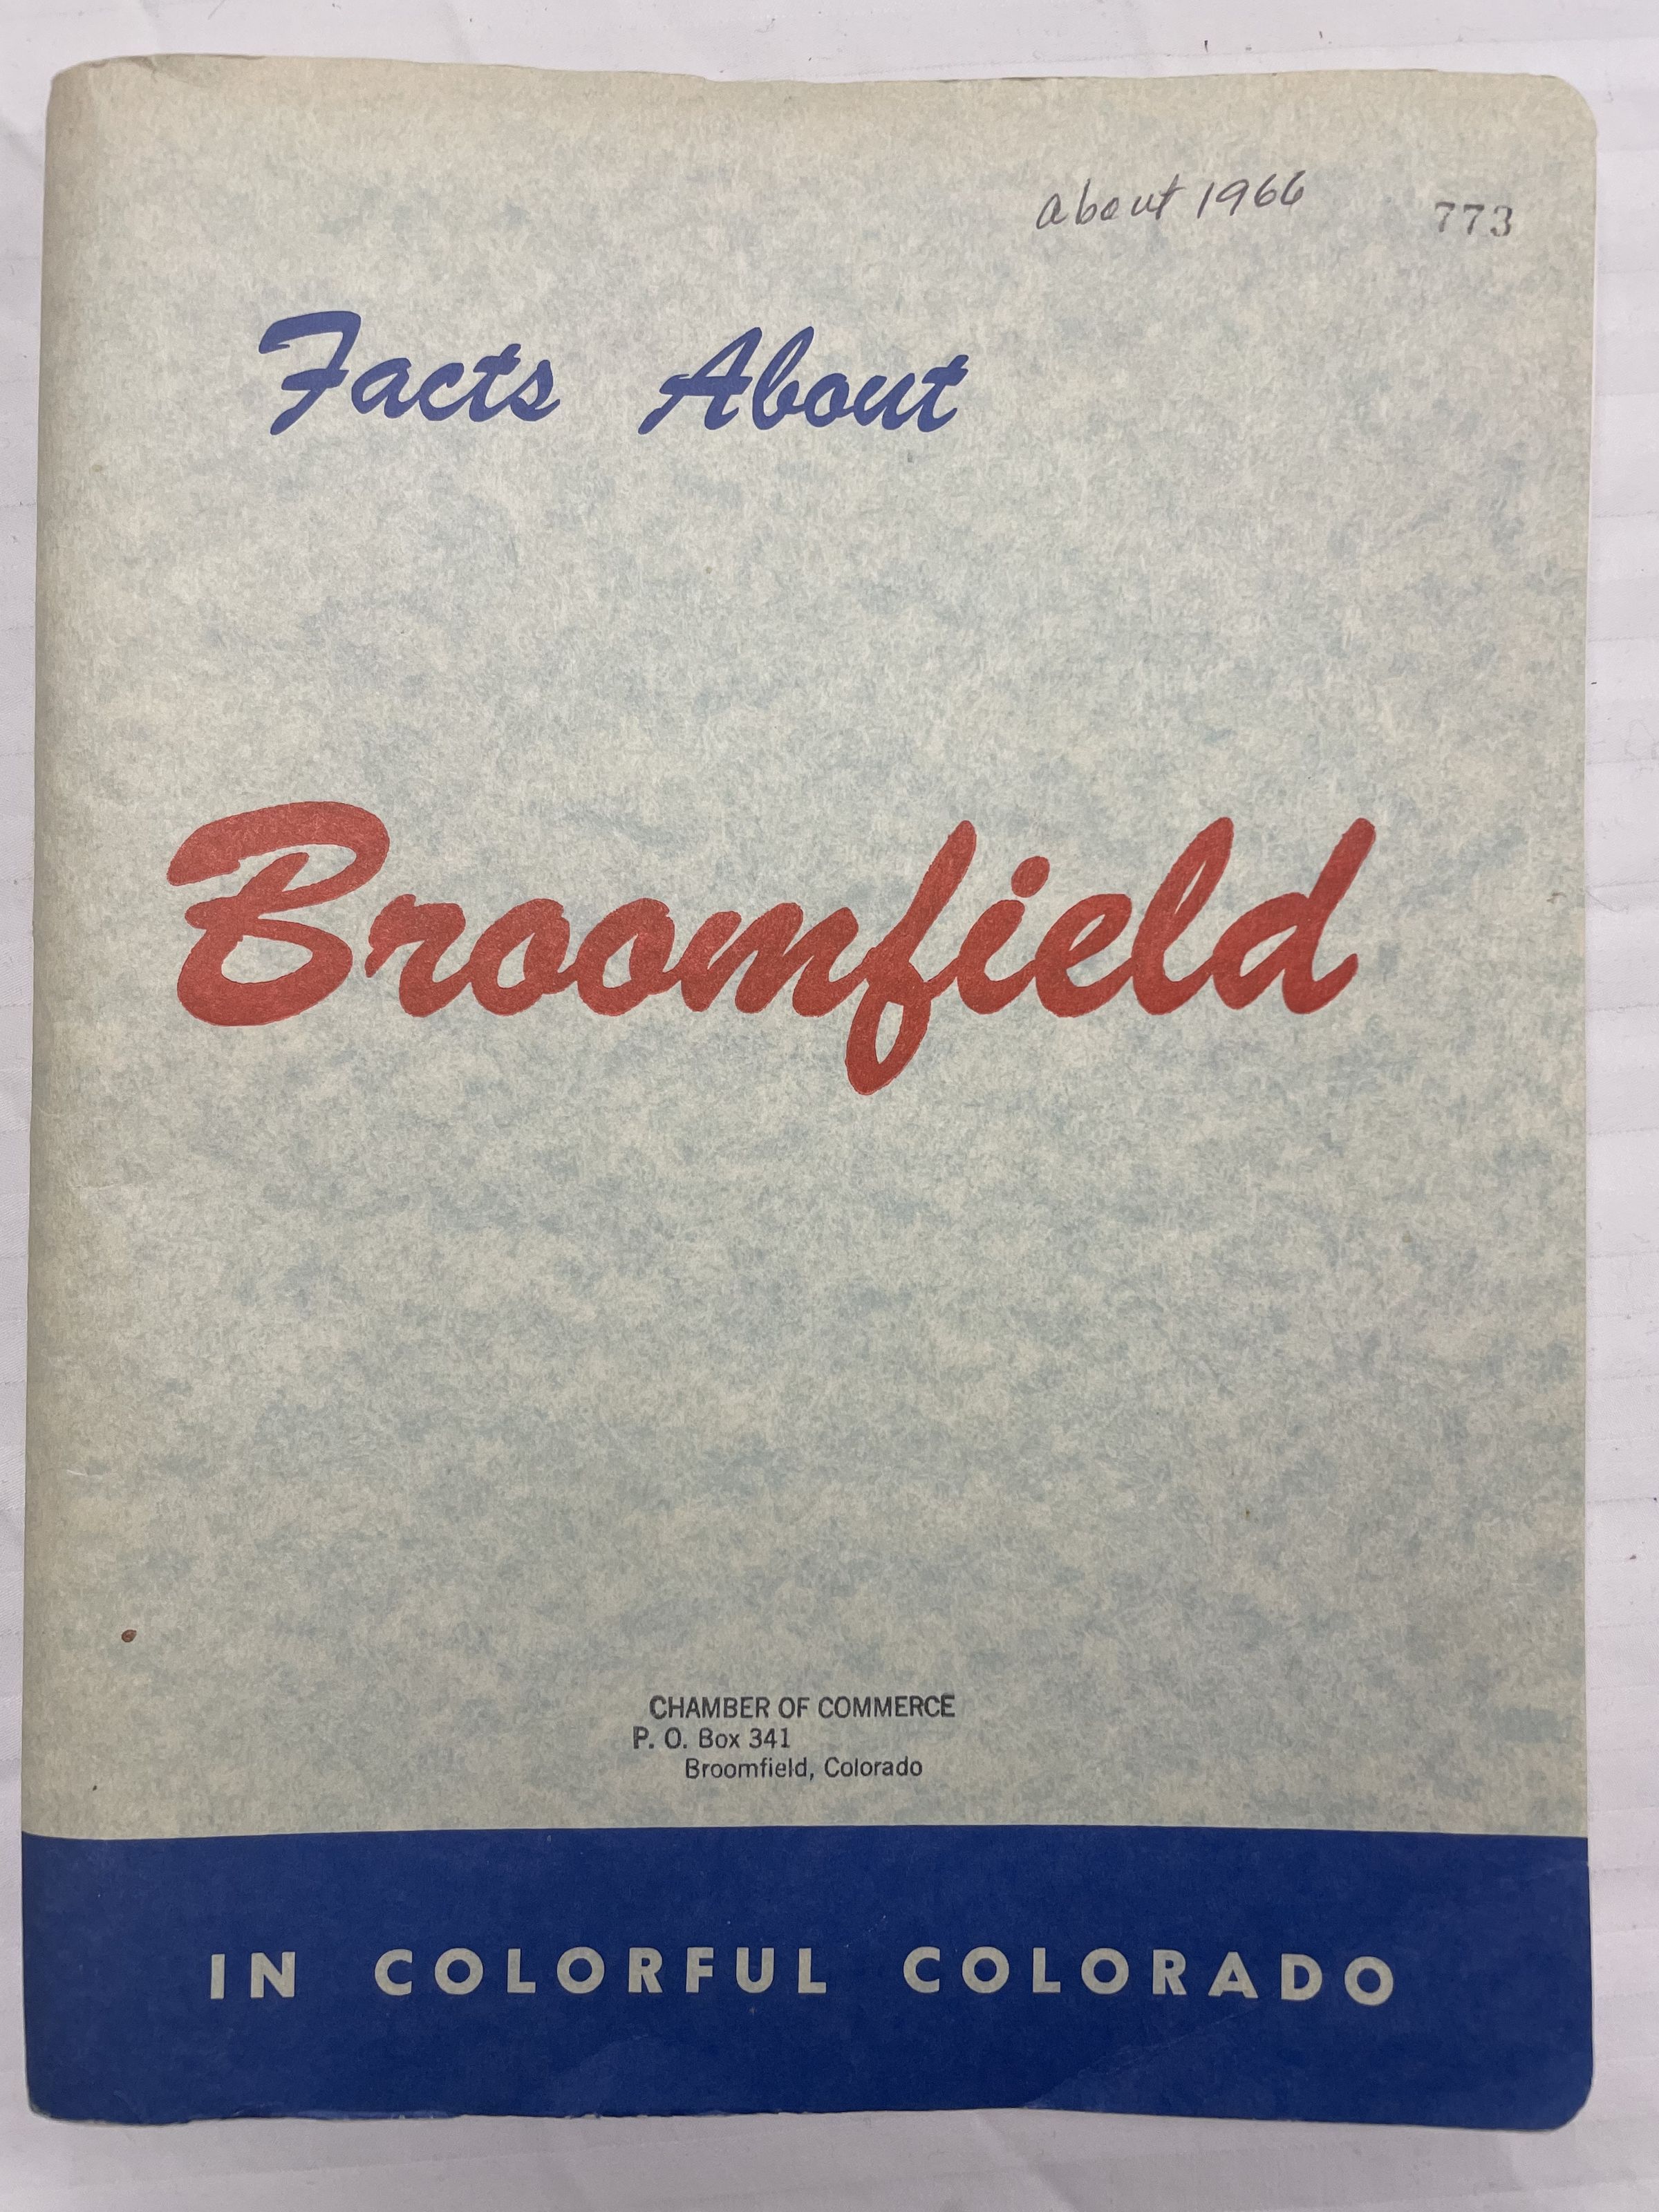 about 1966
773
Facts About
Broomfield
CHAMBER OF COMMERCE
P. O. Box 341
Broomfield, Colorado
IN COLORFUL COLORADO